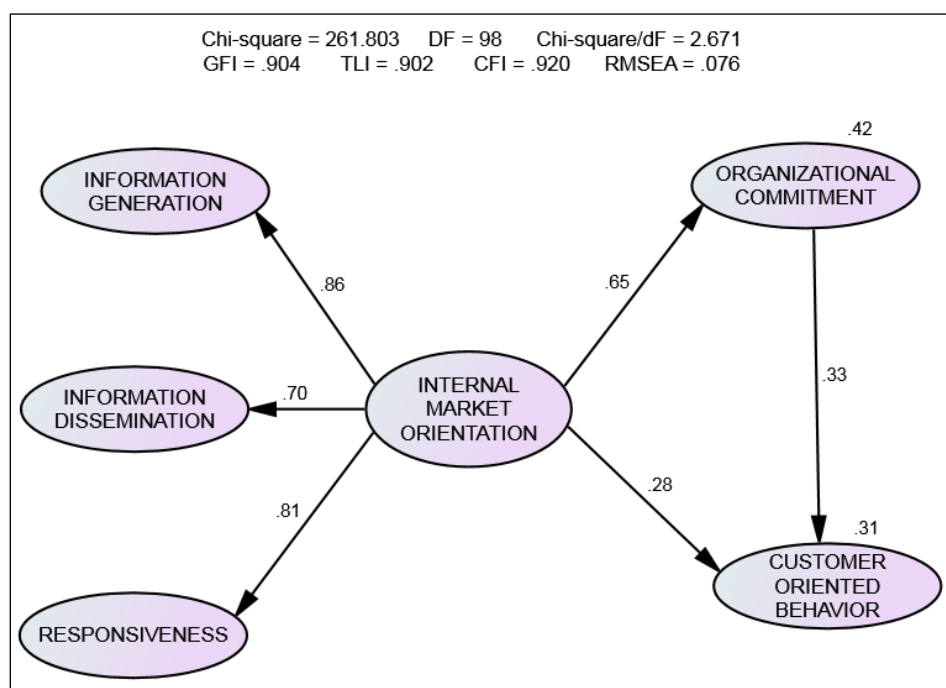 Chi-square = 261.803 DF = 98 Chi-square/dF = 2.671
GFI = .904 TLI = .902 CFI = .920 RMSEA = .076
.42
INFORMATION
GENERATION
ORGANIZATIONAL
COMMITMENT
.86
.65
INFORMATION
DISSEMINATION
.70
INTERNAL
MARKET
ORIENTATION
.33
.81
.28
.31
RESPONSIVENESS
CUSTOMER
ORIENTED
BEHAVIOR